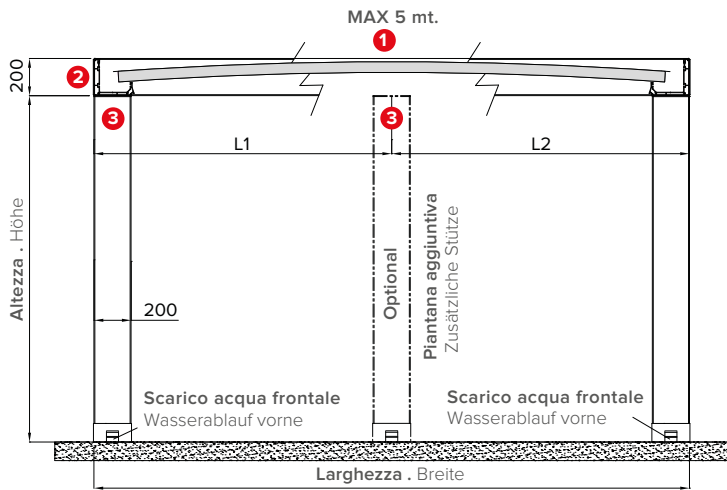 MAX 5 mt.
1
200
2
3
3
L1
L2
Altezza . Höhe
Optional
Piantana aggiuntiva
Zusätzliche Stütze
200
Scarico acqua frontale
Wasserablauf vorne
Scarico acqua frontale
Wasserablauf vorne
Larghezza . Breite